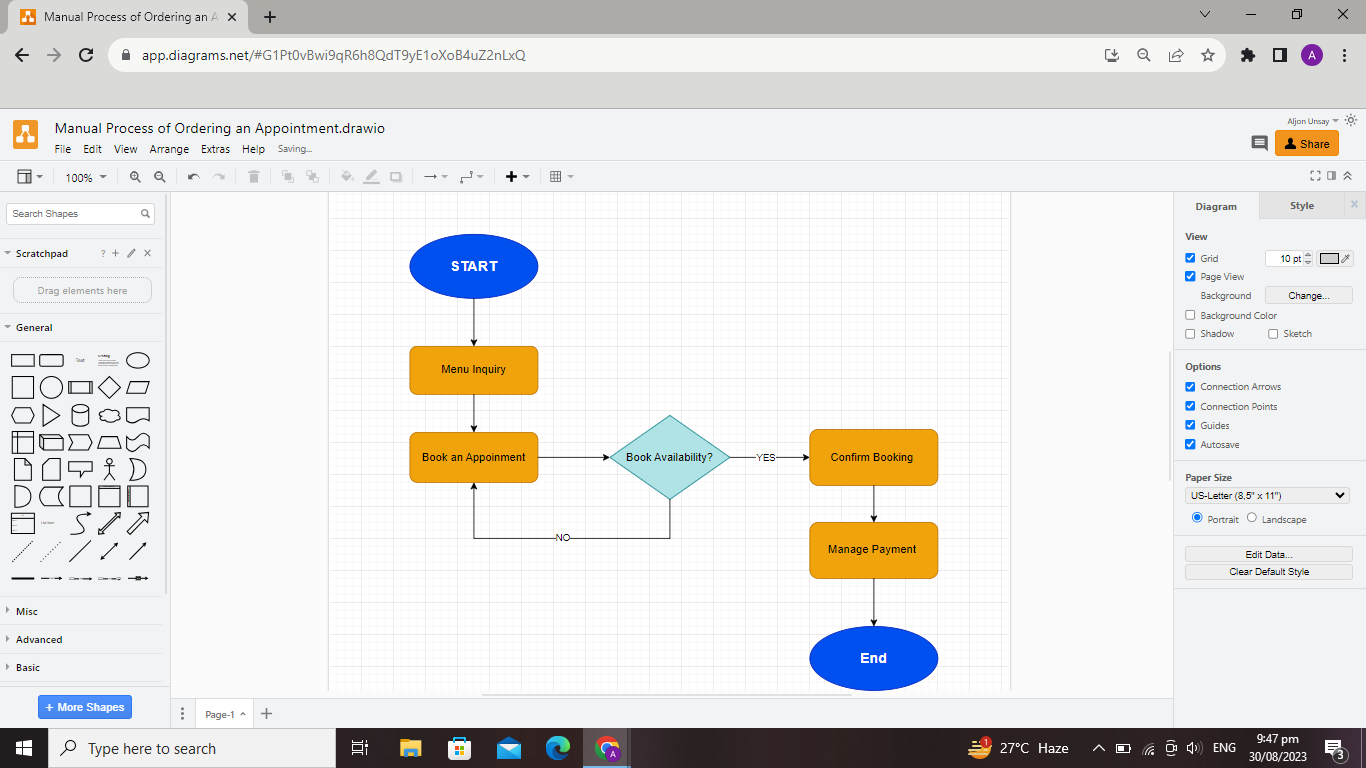 Manual Process of Ordering an A
app.diagrams.net/#G1Pt0vBwi9qR6h8QdT9yE1oXoB4uZ2nLxQ
A
Manual Process of Ordering an Appointment.drawio
Aljon Unsay
File Edit View Arrange Extras Help Saving...
Share
100%
Search Shapes
Scratchpad
?
Drag elements here
General
Text
Heading
List Item
Misc
Advanced
Basic
+ More Shapes
START
Menu Inquiry
Book an Appoinment
Book Availability?
YES
NO
Confirm Booking
Manage Payment
End
Diagram
Style
View
Grid
10 pt
Page View
Background
Change...
Background Color
Shadow
Sketch
Options
Connection Arrows
Connection Points
Guides
Autosave
Paper Size
US-Letter (8,5" x 11")
Portrait
Landscape
Edit Data...
Clear Default Style
Page-1
Type here to search
A
1
27°C Haze
ENG
9:47 pm
30/08/2023
3